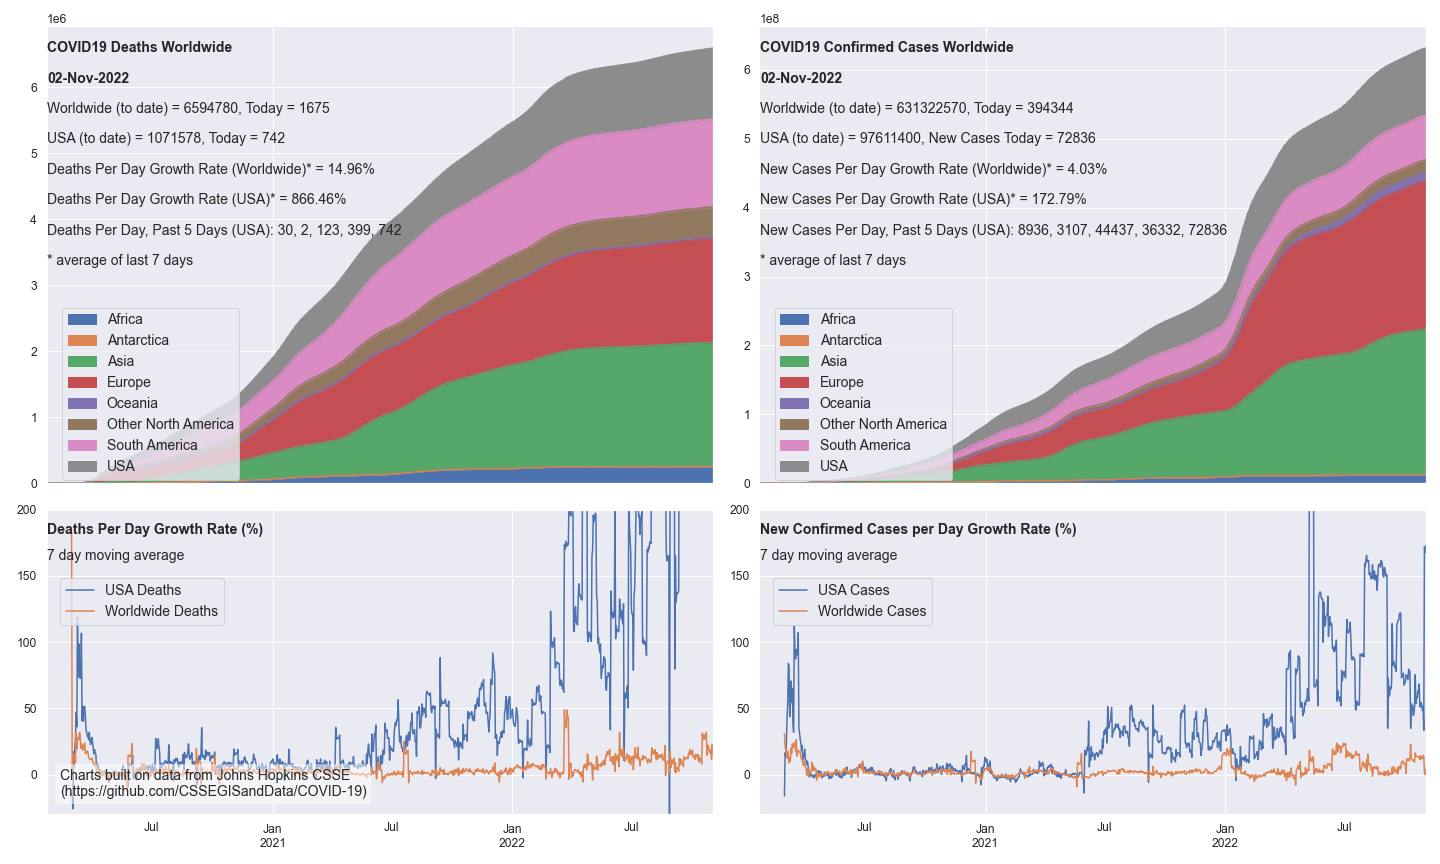 1e6
COVID19 Deaths Worldwide
02-Nov-2022
Worldwide (to date) = 6594780, Today = 1675
USA (to date) = 1071578, Today = 742
Deaths Per Day Growth Rate (Worldwide)* = 14.96%
Deaths Per Day Growth Rate (USA)* = 866.46%
Deaths Per Day, Past 5 Days (USA): 30, 2, 123, 399, 742
* average of last 7 days
6
5
4
3
2
1
0
Africa
Antarctica
Asia
Europe
Oceania
Other North America
South America
USA
1e8
COVID19 Confirmed Cases Worldwide
02-Nov-2022
Worldwide (to date) = 631322570, Today = 394344
USA (to date) = 97611400, New Cases Today = 72836
New Cases Per Day Growth Rate (Worldwide)* = 4.03%
New Cases Per Day Growth Rate (USA)* = 172.79%
New Cases Per Day, Past 5 Days (USA): 8936, 3107, 44437, 36332, 72836
* average of last 7 days
6
5
4
3
2
1
0
Africa
Antarctica
Asia
Europe
Oceania
Other North America
South America
USA
200
150
100
50
0
Deaths Per Day Growth Rate (%)
7 day moving average
USA Deaths
Worldwide Deaths
Charts built on data from Johns Hopkins CSSE
(https://github.com/CSSEGISandData/COVID-19)
Jul
Jan
2021
Jul
Jan
2022
Jul
200
150
100
50
0
New Confirmed Cases per Day Growth Rate (%)
7 day moving average
USA Cases
Worldwide Cases
Jul
Jan
2021
Jul
Jan
2022
Jul